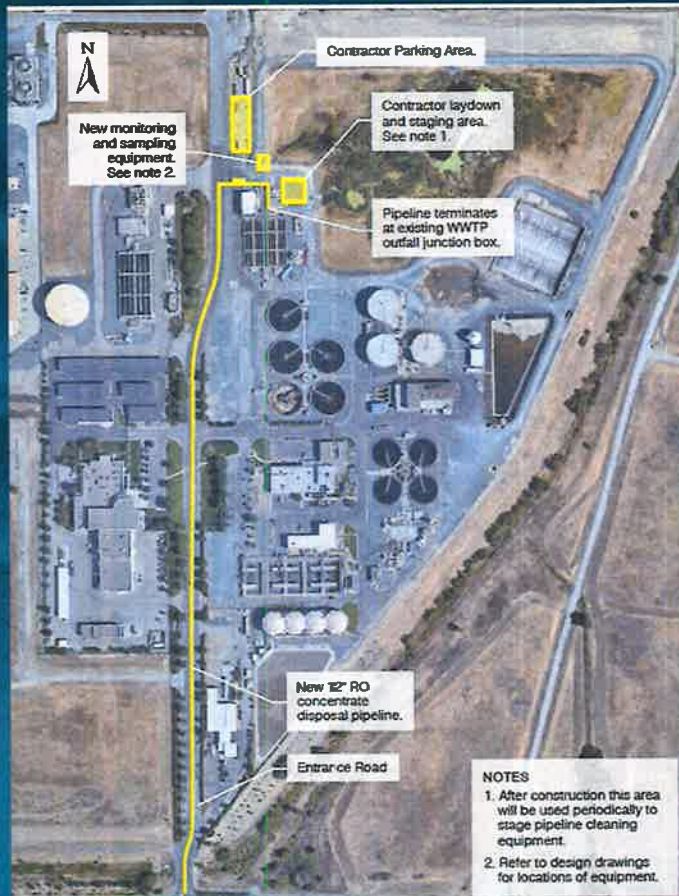 N
Contractor Parking Area.
Contractor laydown
and staging area.
See note 1.
New monitoring
and sampling
equipment.
See note 2.
Pipeline terminates
at existing WWTP
outfall junction box.
New 12" RO
concentrate
disposal pipeline.
Entrance Road
NOTES
1. After construction this area
will be used periodically to
stage pipeline cleaning
equipment.
2. Refer to design drawings
for locations of equipment.